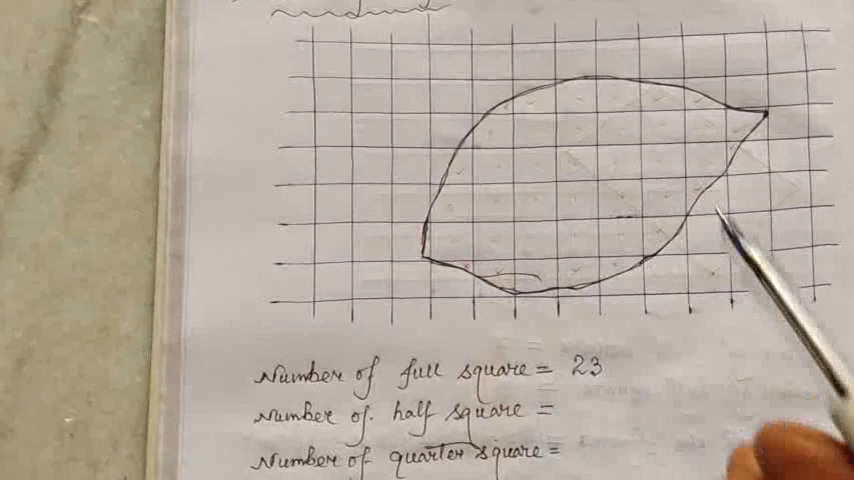 Number of full square = 23
Number of. half square =
Number of quarter square =